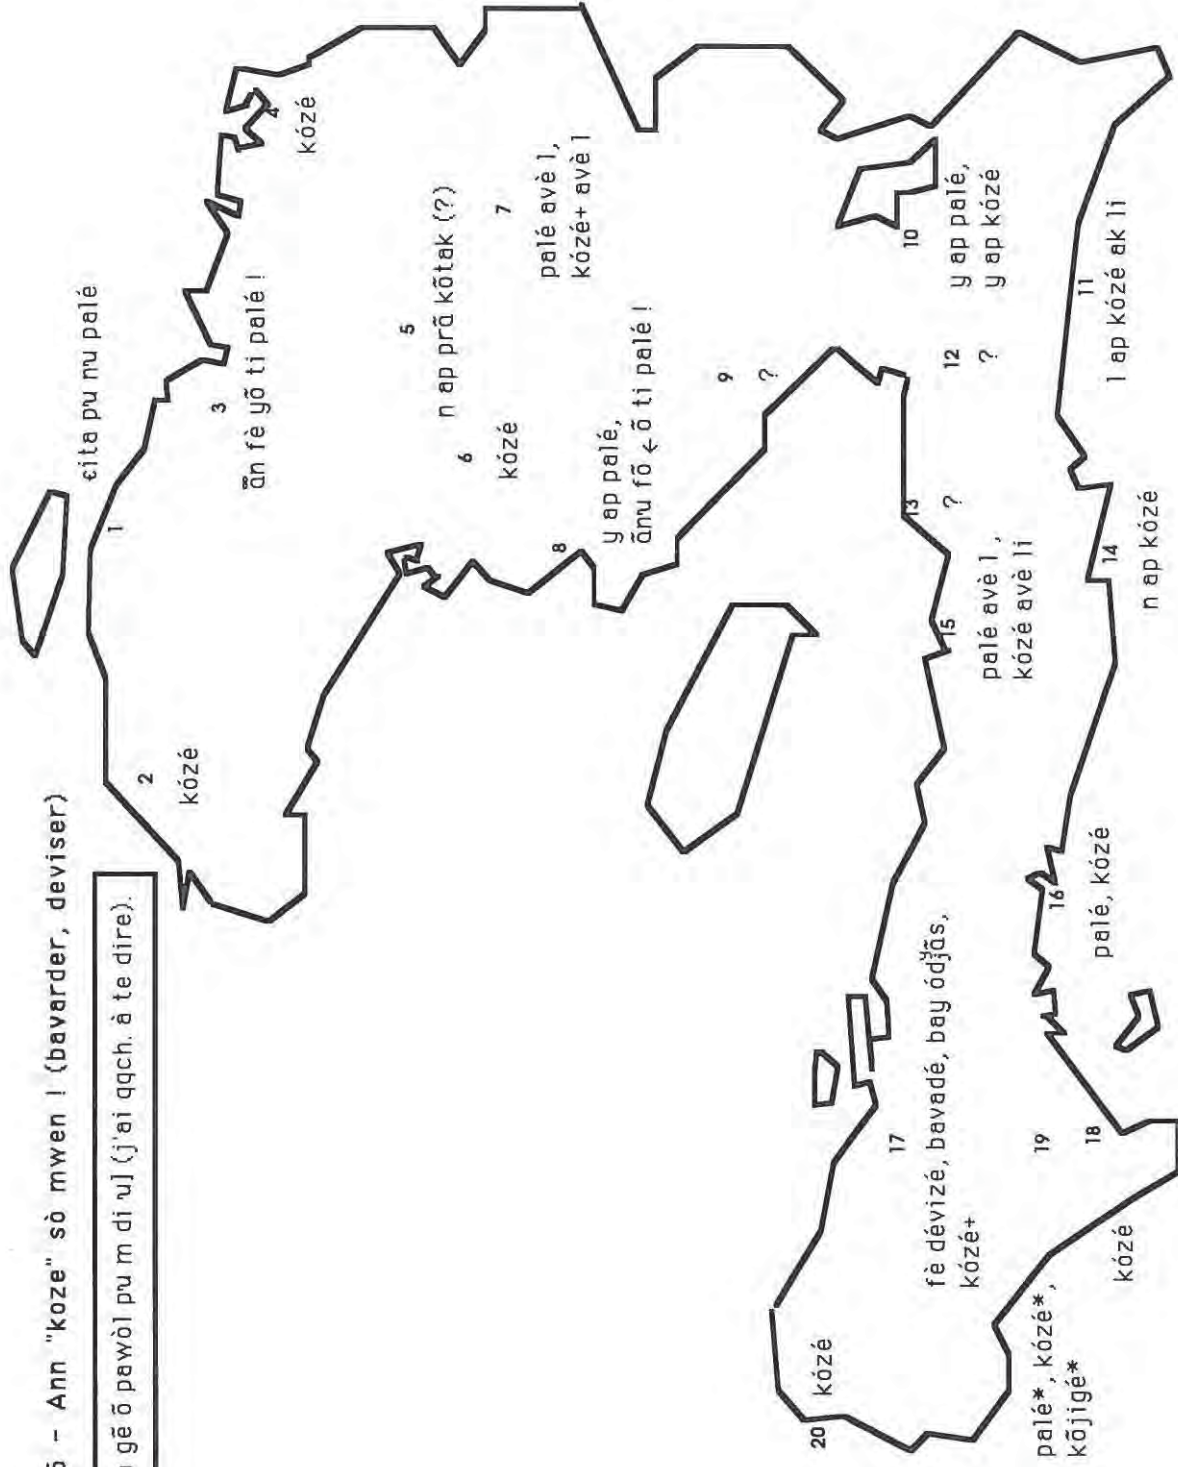 6 - Ann "koze" sò mwen ! (bavarder, deviser)
gẽ õ pawòl pu m di u] (j'ai qqch. à te dire).
1
ɛita pu nu palé
2
kózé
3
ãn fè yõ ti palé !
4
kózé
5
n ap prã kõtak (?)
6
kózé
7
palé avè l,
kózé+ avè l
8
y ap palé,
ãnu fõ <- õ ti palé !
9
?
10
y ap palé,
y ap kózé
11
l ap kózé ak li
12
?
13
?
14
n ap kózé
15
palé avè l,
kózé avè li
16
palé, kózé
17
fè dévizé, bavadé, bay ódjãs,
kózé+
18
kózé
19
palé*, kózé*,
kõjigé*
20
kózé